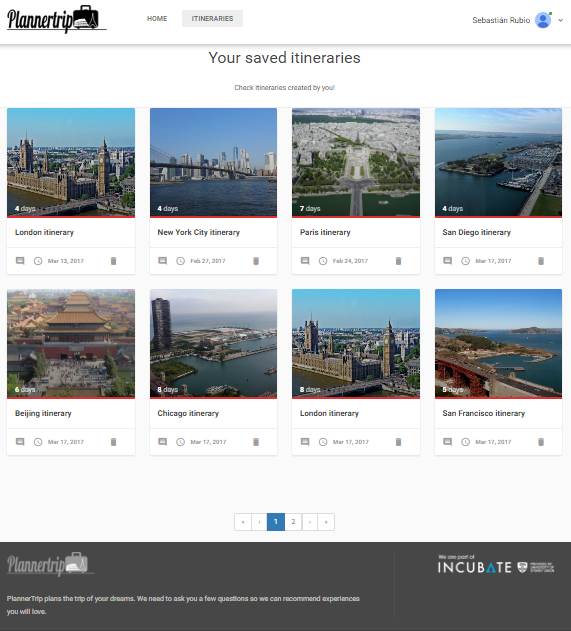 Plannertrip
HOME
ITINERARIES
Sebastián Rubio
Your saved itineraries
Check itineraries created by you!
4 days
London itinerary
Mar 13, 2017
4 days
New York City itinerary
Feb 27, 2017
7 days
Paris itinerary
Feb 24, 2017
4 days
San Diego itinerary
Mar 17, 2017
6 days
Beijing itinerary
Mar 17, 2017
8 days
Chicago itinerary
Mar 17, 2017
8 days
London itinerary
Mar 17, 2017
5 days
San Francisco itinerary
Mar 17, 2017
« ‹ 1 2 › »
Plannertrip
PlannerTrip plans the trip of your dreams. We need to ask you a few questions so we can recommend experiences
you will love.
We are part of
INCUBATE